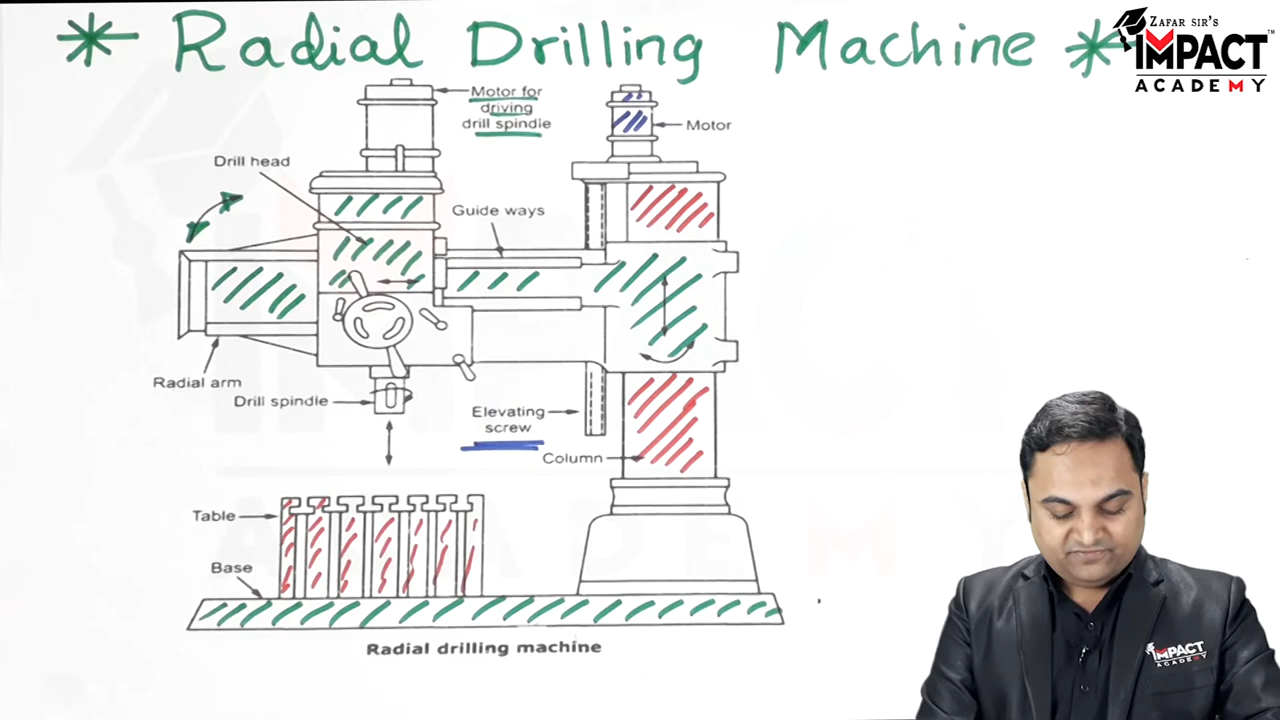 * Radial Drilling Machine *
ZAFAR SIR'S
IMPACT
ACADEMY
TM
Motor for
driving
drill spindle
Motor
Drill head
Guide ways
Radial arm
Drill spindle
Elevating
screw
Column
Table
Base
Radial drilling machine
IMPACT
ACADEMY